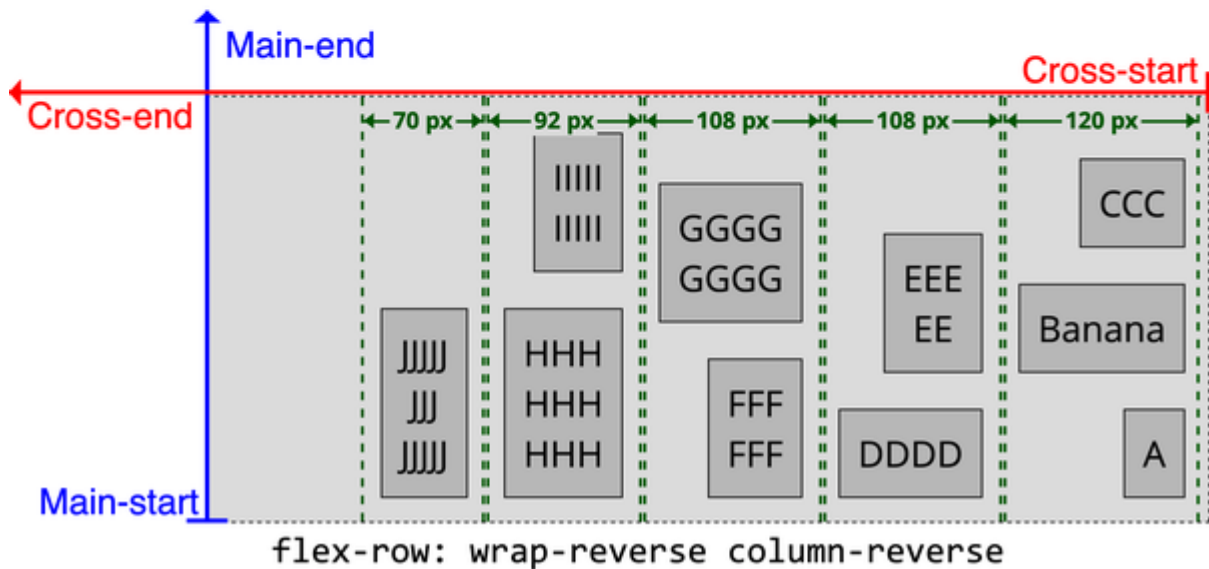 Main-end
Cross-start
Cross-end
70 px
92 px
108 px
108 px
120 px
IIIII
IIIII
GGGG
GGGG
CCC
EEE
EE
Banana
JJJJJ
JJJ
JJJJJ
HHH
HHH
HHH
FFF
FFF
DDDD
A
Main-start
flex-row: wrap-reverse column-reverse